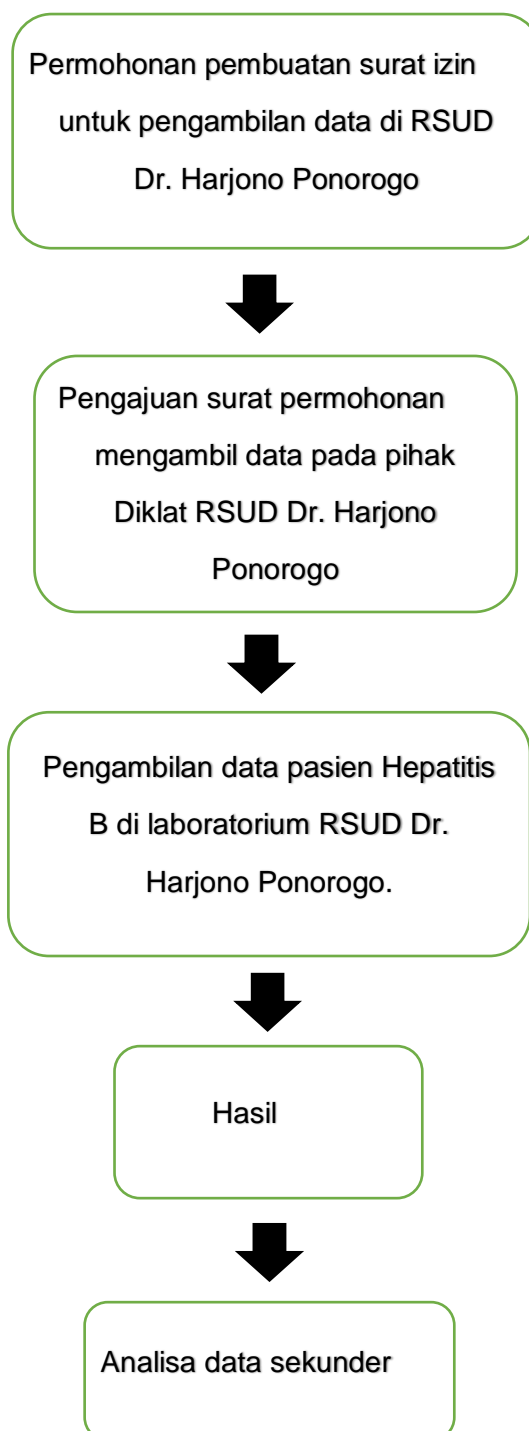 Permohonan pembuatan surat izin
untuk pengambilan data di RSUD
Dr. Harjono Ponorogo
Pengajuan surat permohonan
mengambil data pada pihak
Diklat RSUD Dr. Harjono
Ponorogo
Pengambilan data pasien Hepatitis
B di laboratorium RSUD Dr.
Harjono Ponorogo.
Hasil
Analisa data sekunder